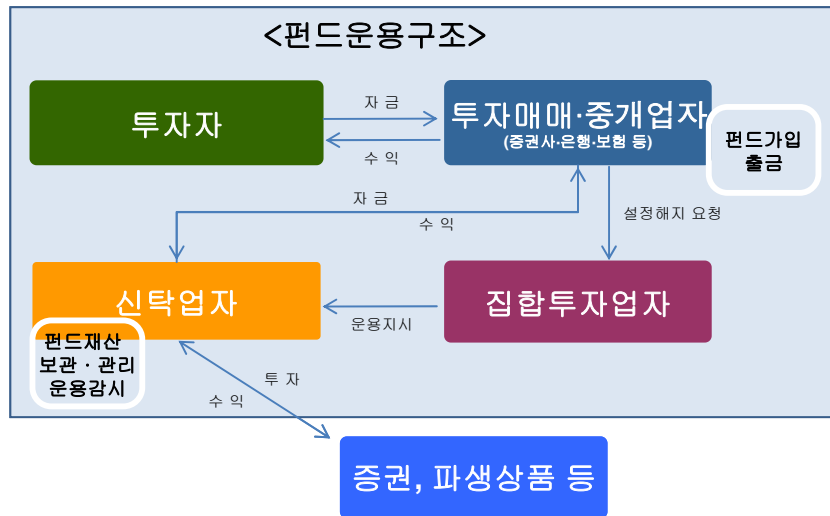 <펀드운용구조>
투자자
자 금
수 익
투자매매·중개업자
(증권사·은행·보험 등)
펀드가입
출금
자 금
수 익
설정해지 요청
신탁업자
운용지시
집합투자업자
펀드재산
보관 · 관리
운용감시
투 자
수 익
증권, 파생상품 등